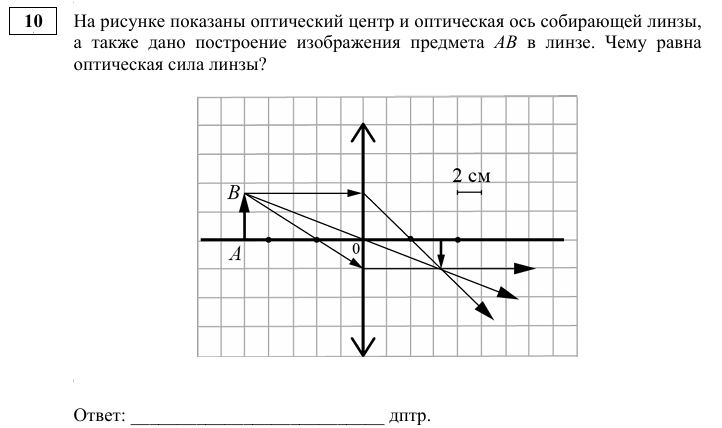 10
На рисунке показаны оптический центр и оптическая ось собирающей линзы,
а также дано построение изображения предмета AB в линзе. Чему равна
оптическая сила линзы?
2 см
B
0
A
Ответ: ___________________________ дптр.